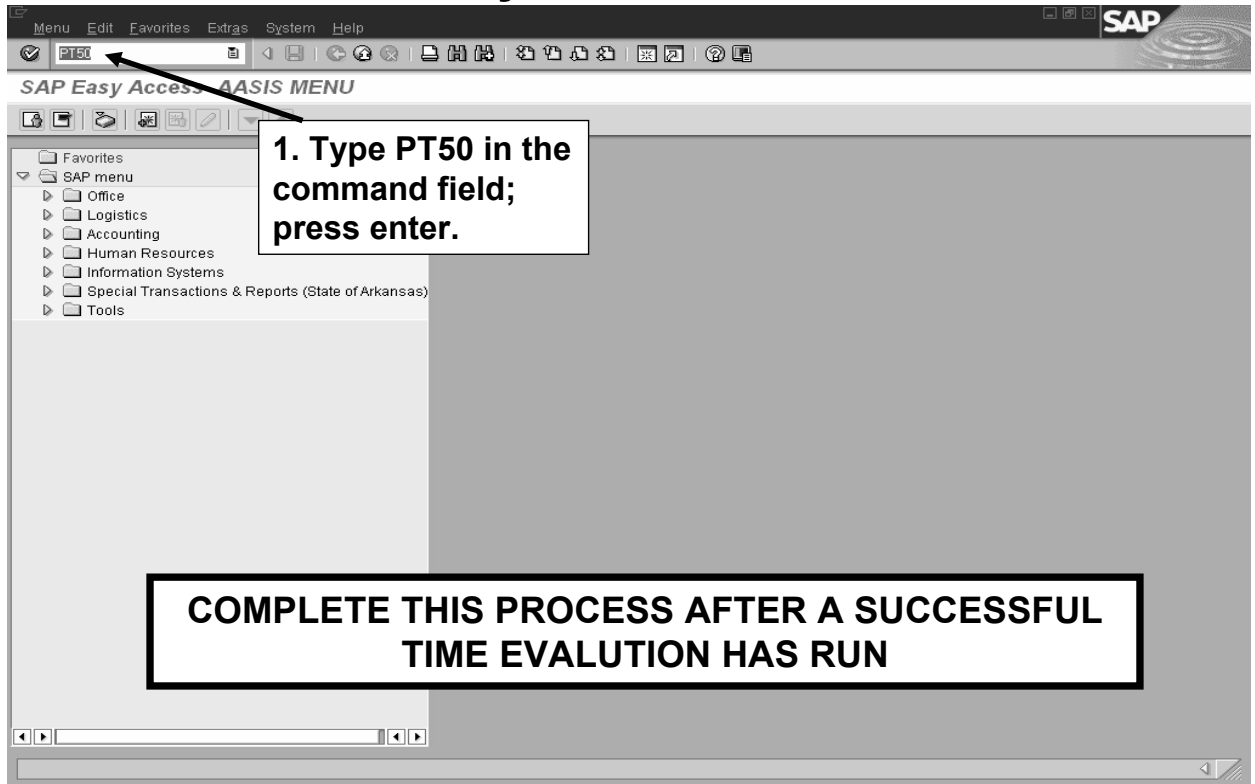 Menu Edit Favorites Extras System Help
SAP
PT50
SAP Easy Access AASIS MENU
1. Type PT50 in the
command field;
press enter.
Favorites
SAP menu
Office
Logistics
Accounting
Human Resources
Information Systems
Special Transactions & Reports (State of Arkansas)
Tools
COMPLETE THIS PROCESS AFTER A SUCCESSFUL
TIME EVALUTION HAS RUN